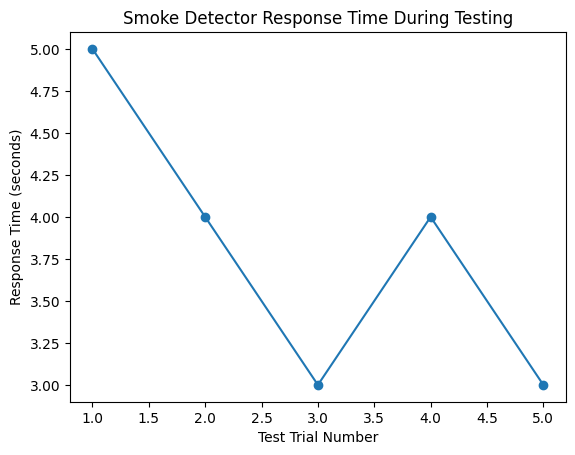 Smoke Detector Response Time During Testing
5.00
4.75
4.50
4.25
4.00
3.75
3.50
3.25
3.00
Response Time (seconds)
1.0 1.5 2.0 2.5 3.0 3.5 4.0 4.5 5.0
Test Trial Number